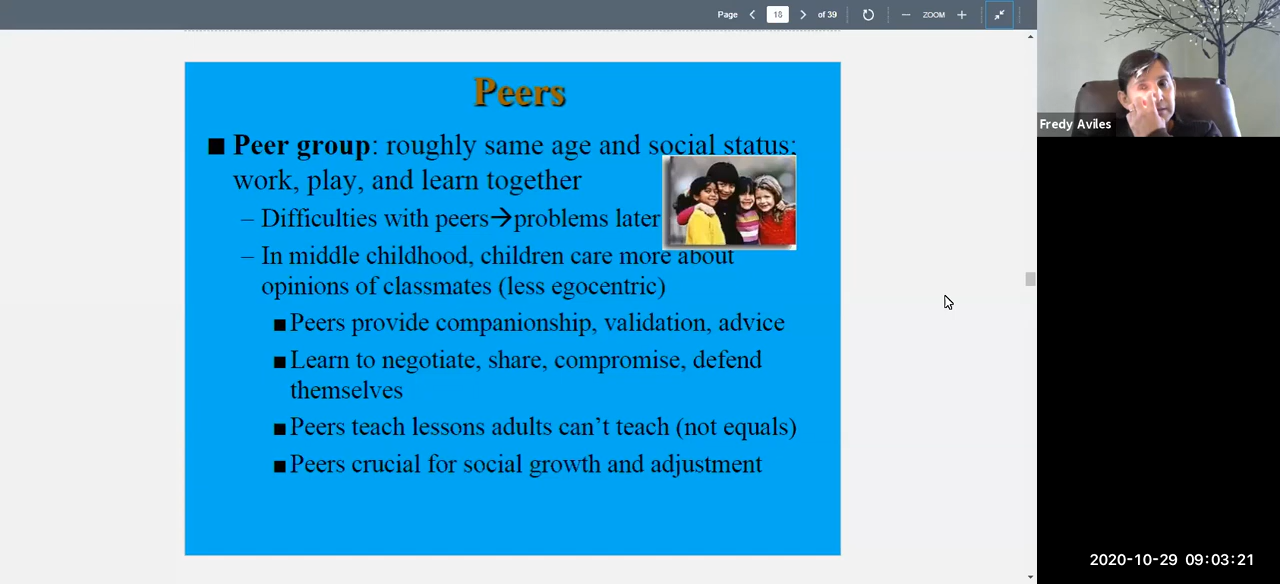 Page 18 of 39 ZOOM
Peers
■ Peer group: roughly same age and social status;
work, play, and learn together
– Difficulties with peers→problems later
– In middle childhood, children care more about
opinions of classmates (less egocentric)
■ Peers provide companionship, validation, advice
■ Learn to negotiate, share, compromise, defend
themselves
■ Peers teach lessons adults can’t teach (not equals)
■ Peers crucial for social growth and adjustment
Fredy Aviles
2020-10-29 09:03:21